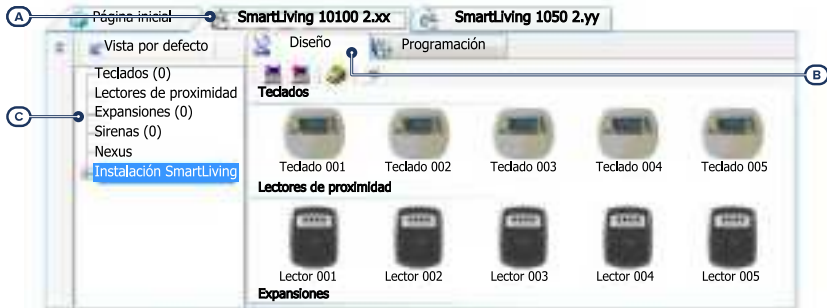 A
Página inicial
SmartLiving 10100 2.xx
SmartLiving 1050 2.yy
Vista por defecto
Diseño
Programación
B
Teclados (0)
Lectores de proximidad
Expansiones (0)
Sirenas (0)
Nexus
Instalación SmartLiving
C
Teclados
Teclado 001
Teclado 002
Teclado 003
Teclado 004
Teclado 005
Lectores de proximidad
Lector 001
Lector 002
Lector 003
Lector 004
Lector 005
Expansiones